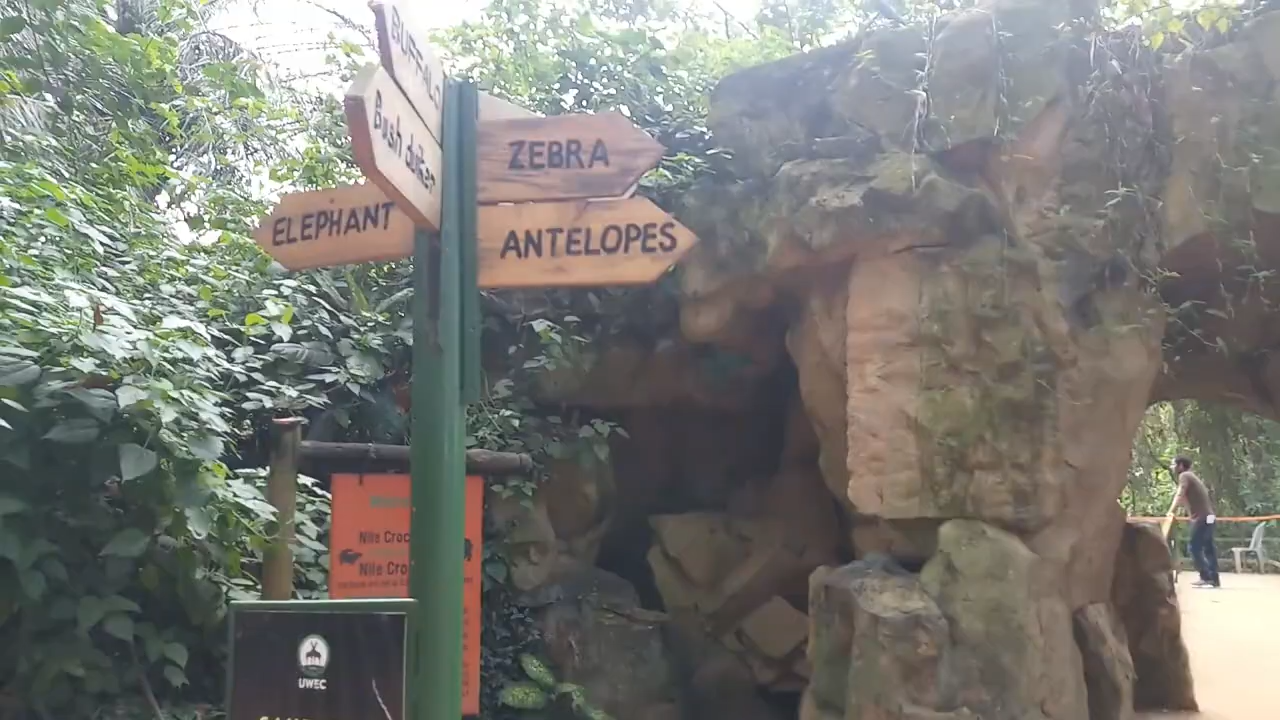 BUFFALO
Bush duiker
ZEBRA
ELEPHANT
ANTELOPES
Nile Croc
Nile Cro
UWEC